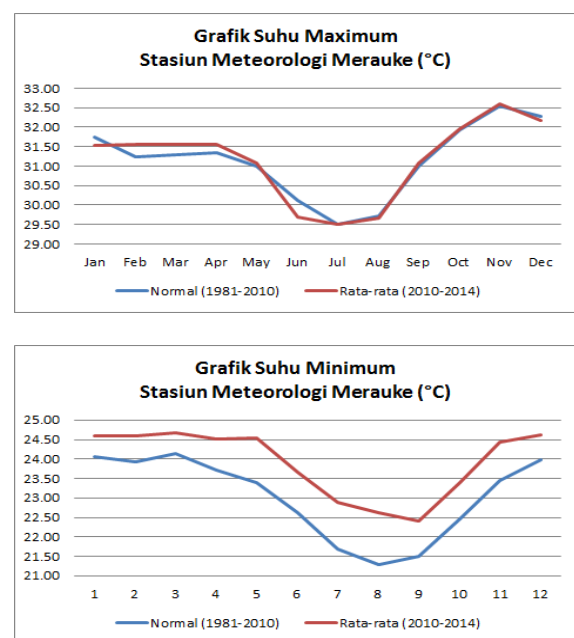 Grafik Suhu Maximum
Stasiun Meteorologi Merauke (°C)
33.00
32.50
32.00
31.50
31.00
30.50
30.00
29.50
29.00
Jan Feb Mar Apr May Jun Jul Aug Sep Oct Nov Dec
Normal (1981-2010) Rata-rata (2010-2014)
Grafik Suhu Minimum
Stasiun Meteorologi Merauke (°C)
25.00
24.50
24.00
23.50
23.00
22.50
22.00
21.50
21.00
1 2 3 4 5 6 7 8 9 10 11 12
Normal (1981-2010) Rata-rata (2010-2014)